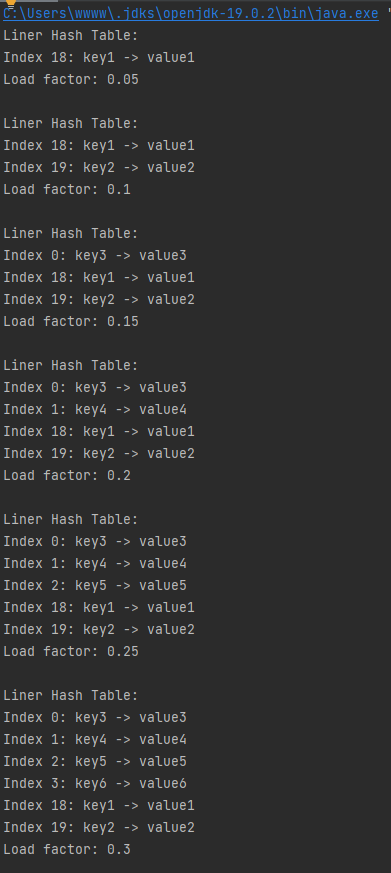 C:\Users\wwww\.jdks\openjdk-19.0.2\bin\java.exe
Liner Hash Table:
Index 18: key1 -> value1
Load factor: 0.05
Liner Hash Table:
Index 18: key1 -> value1
Index 19: key2 -> value2
Load factor: 0.1
Liner Hash Table:
Index 0: key3 -> value3
Index 18: key1 -> value1
Index 19: key2 -> value2
Load factor: 0.15
Liner Hash Table:
Index 0: key3 -> value3
Index 1: key4 -> value4
Index 18: key1 -> value1
Index 19: key2 -> value2
Load factor: 0.2
Liner Hash Table:
Index 0: key3 -> value3
Index 1: key4 -> value4
Index 2: key5 -> value5
Index 18: key1 -> value1
Index 19: key2 -> value2
Load factor: 0.25
Liner Hash Table:
Index 0: key3 -> value3
Index 1: key4 -> value4
Index 2: key5 -> value5
Index 3: key6 -> value6
Index 18: key1 -> value1
Index 19: key2 -> value2
Load factor: 0.3